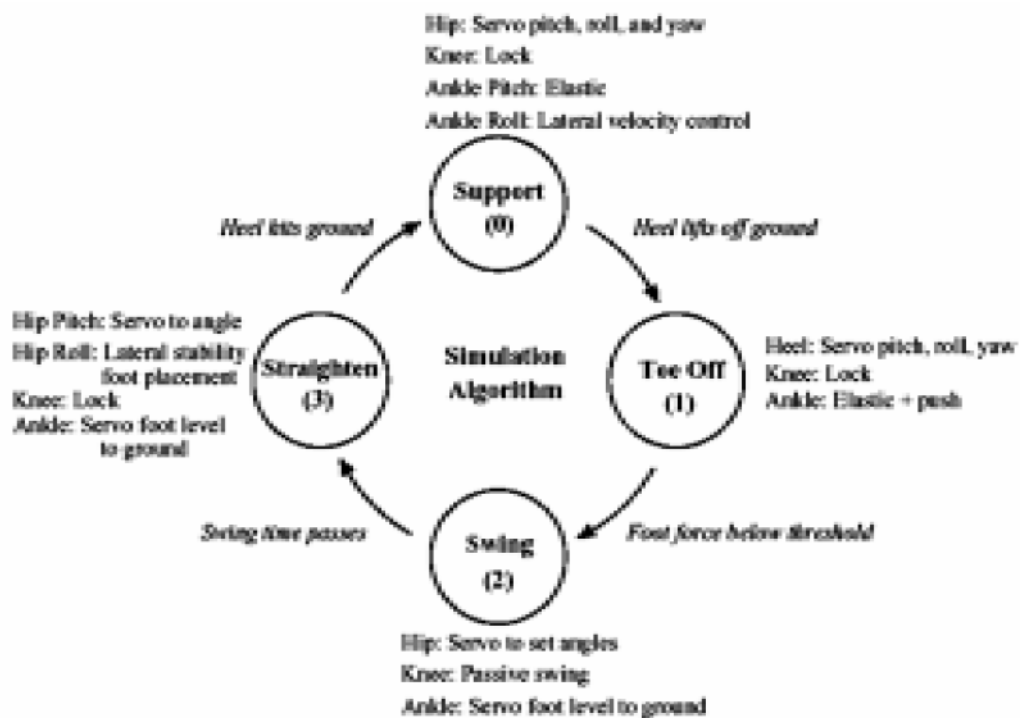 Hip: Servo pitch, roll, and yaw
Knee: Lock
Ankle Pitch: Elastic
Ankle Roll: Lateral velocity control
Support
(0)
Heel hits ground
Heel lifts off ground
Hip Pitch: Servo to angle
Hip Roll: Lateral stability
foot placement
Knee: Lock
Ankle: Servo foot level
to ground
Straighten
(3)
Simulation
Algorithm
Toe Off
(1)
Heel: Servo pitch, roll, yaw
Knee: Lock
Ankle: Elastic + push
Swing time passes
Foot force below threshold
Swing
(2)
Hip: Servo to set angles
Knee: Passive swing
Ankle: Servo foot level to ground